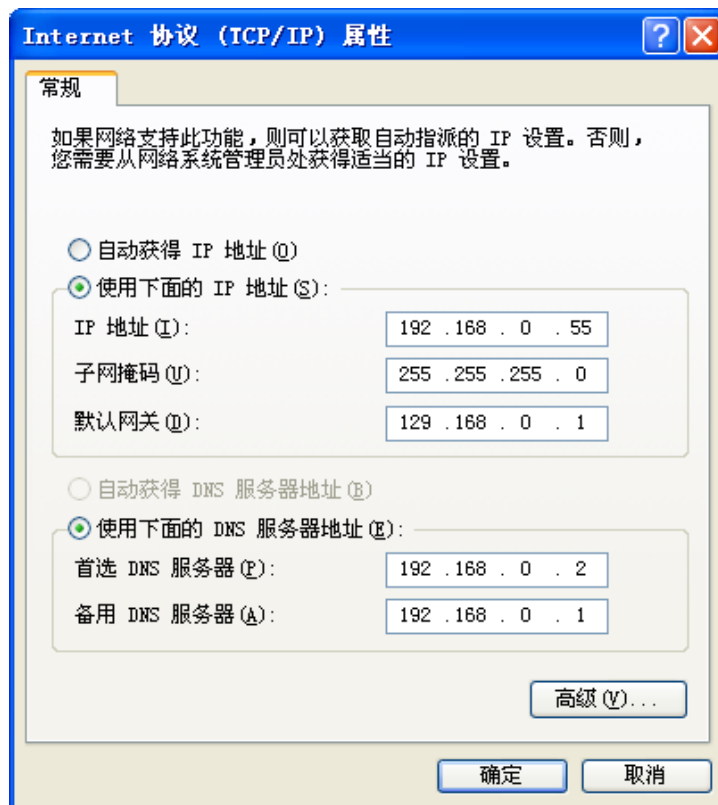 Internet 协议 (TCP/IP) 属性
常规
如果网络支持此功能，则可以获取自动指派的 IP 设置。否则，
您需要从网络系统管理员处获得适当的 IP 设置。
自动获得 IP 地址(O)
使用下面的 IP 地址(S):
IP 地址(I): 192 .168 . 0 . 55
子网掩码(U): 255 .255 .255 . 0
默认网关(D): 129 .168 . 0 . 1
自动获得 DNS 服务器地址(B)
使用下面的 DNS 服务器地址(E):
首选 DNS 服务器(P): 192 .168 . 0 . 2
备用 DNS 服务器(A): 192 .168 . 0 . 1
高级(V)...
确定 取消